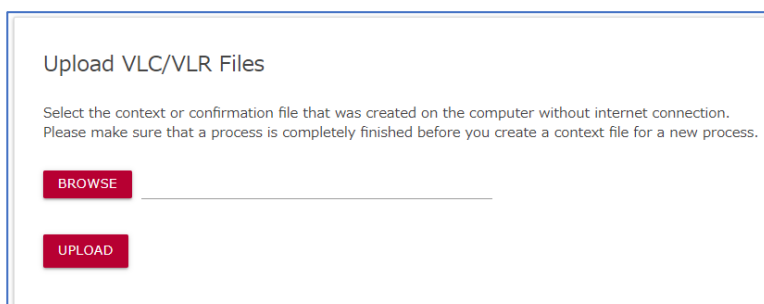 Upload VLC/VLR Files
Select the context or confirmation file that was created on the computer without internet connection.
Please make sure that a process is completely finished before you create a context file for a new process.
BROWSE
UPLOAD